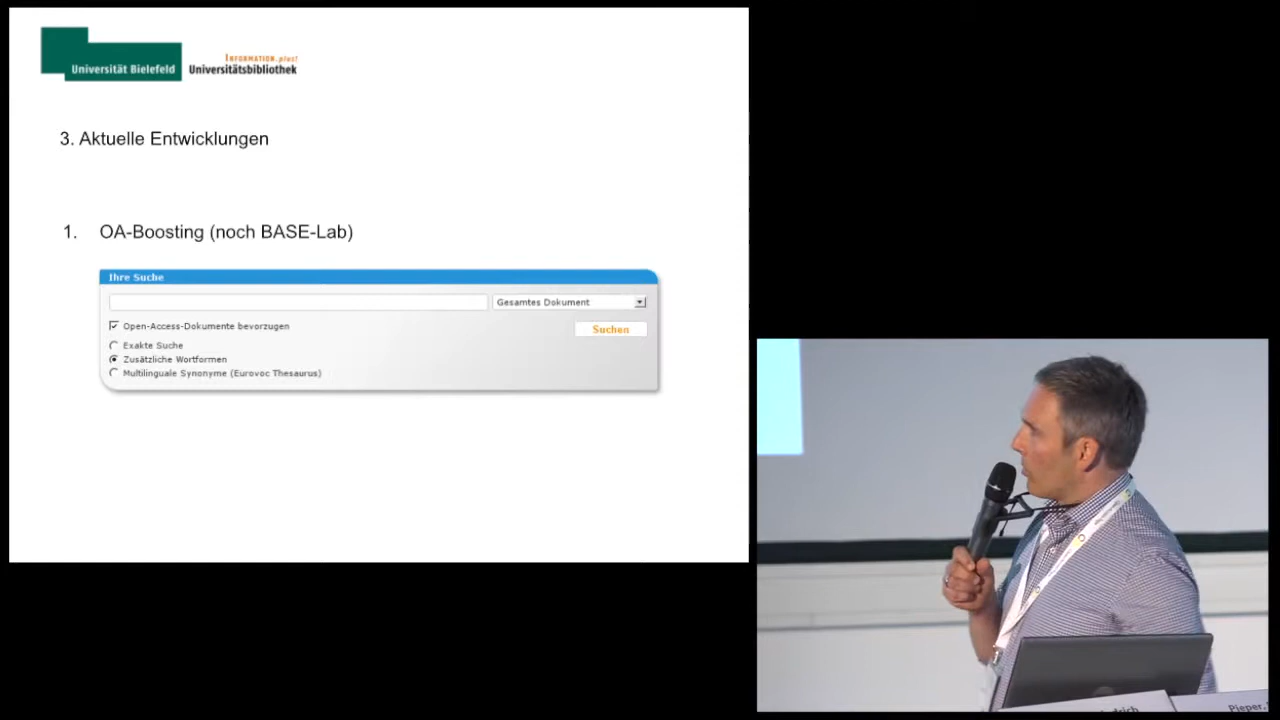 Universität Bielefeld
INFORMATION.plus!
Universitätsbibliothek
3. Aktuelle Entwicklungen
1. OA-Boosting (noch BASE-Lab)
Ihre Suche
Gesamtes Dokument
Open-Access-Dokumente bevorzugen
Suchen
Exakte Suche
Zusätzliche Wortformen
Multilinguale Synonyme (Eurovoc Thesaurus)
Pieper,